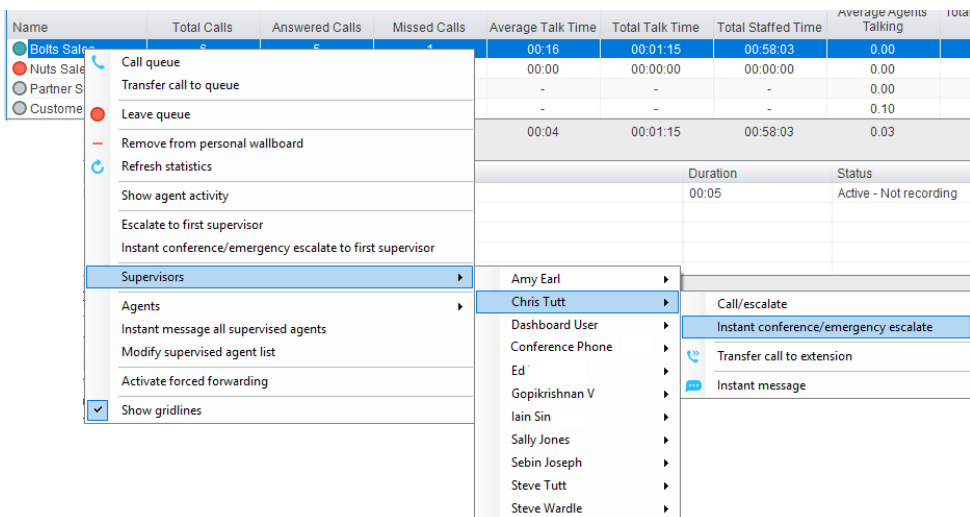 Name Total Calls Answered Calls Missed Calls Average Talk Time Total Talk Time Total Staffed Time Average Agents Talking
Bolts Sales 6 5 1 00:16 00:01:15 00:58:03 0.00
Nuts Sale 00:00 00:00:00 00:00:00 0.00
Partner S - - - 0.00
Custome - - - 0.10
00:04 00:01:15 00:58:03 0.03
Duration Status
00:05 Active - Not recording
Call queue
Transfer call to queue
Leave queue
Remove from personal wallboard
Refresh statistics
Show agent activity
Escalate to first supervisor
Instant conference/emergency escalate to first supervisor
Supervisors
Agents
Instant message all supervised agents
Modify supervised agent list
Activate forced forwarding
Show gridlines
Amy Earl
Chris Tutt
Dashboard User
Conference Phone
Ed
Gopikrishnan V
Iain Sin
Sally Jones
Sebin Joseph
Steve Tutt
Steve Wardle
Call/escalate
Instant conference/emergency escalate
Transfer call to extension
Instant message